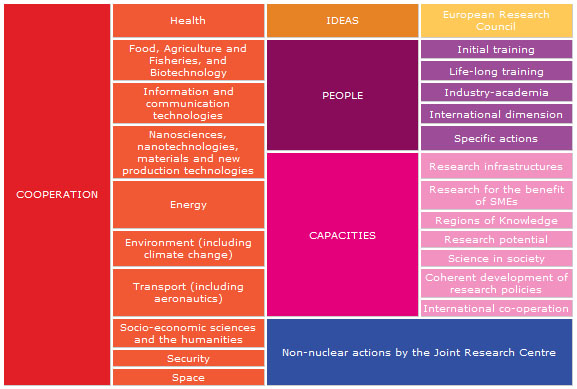 COOPERATION
Health
Food, Agriculture and
Fisheries, and
Biotechnology
Information and
communication
technologies
Nanosciences,
nanotechnologies,
materials and new
production technologies
Energy
Environment (including
climate change)
Transport (including
aeronautics)
Socio-economic sciences
and the humanities
Security
Space
IDEAS
European Research
Council
PEOPLE
Initial training
Life-long training
Industry-academia
International dimension
Specific actions
CAPACITIES
Research infrastructures
Research for the benefit
of SMEs
Regions of Knowledge
Research potential
Science in society
Coherent development of
research policies
International co-operation
Non-nuclear actions by the Joint Research Centre